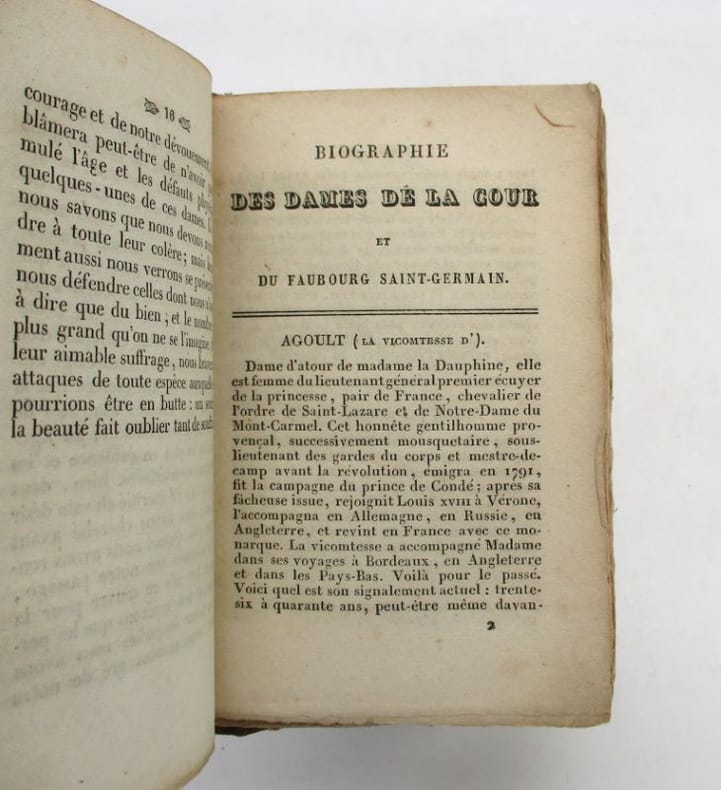 10
courage et de notre dévouement,
blâmera peut-être de n'avoir
mulé l'âge et les défauts
quelques-unes de ces dames.
nous savons que nous devons
dre à toute leur colère; mais
ment aussi nous verrons se
nous défendre celles dont nous
à dire que du bien; et le nombre
plus grand qu'on ne se l'imagine.
leur aimable suffrage, nous
attaques de toute espèce
pourrions être en butte: un
la beauté fait oublier tant de
BIOGRAPHIE
DES DAMES DE LA COUR
ET
DU FAUBOURG SAINT-GERMAIN.
AGOULT (LA VICOMTESSE D').
Dame d'atour de madame la Dauphine, elle
est femme du lieutenant général premier écuyer
de la princesse, pair de France, chevalier de
l'ordre de Saint-Lazare et de Notre-Dame du
Mont-Carmel. Cet honnête gentilhomme pro-
vençal, successivement mousquetaire, sous-
lieutenant des gardes du corps et mestre-de-
camp avant la révolution, émigra en 1791,
fit la campagne du prince de Condé; après sa
fâcheuse issue, rejoignit Louis XVIII à Vérone,
l'accompagna en Allemagne, en Russie, en
Angleterre, et revint en France avec ce mo-
narque. La vicomtesse a accompagné Madame
dans ses voyages à Bordeaux, en Angleterre
et dans les Pays-Bas. Voilà pour le passé.
Voici quel est son signalement actuel: trente-
six à quarante ans, peut-être même davan-
2